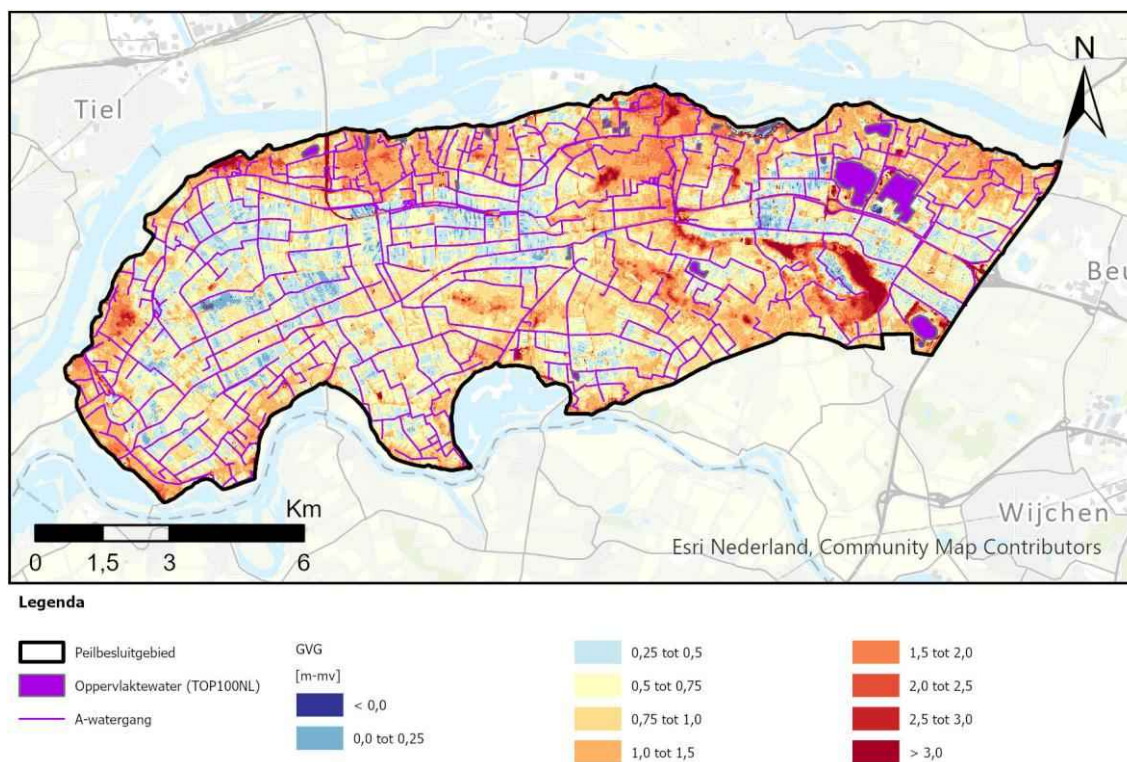 N
Tiel
Beu
Wijchen
Km
0 1,5 3 6
Esri Nederland, Community Map Contributors
Legenda
Peilbesluitgebied
Oppervlaktewater (TOP100NL)
A-watergang
GVG
[m-mv]
< 0,0
0,0 tot 0,25
0,25 tot 0,5
0,5 tot 0,75
0,75 tot 1,0
1,0 tot 1,5
1,5 tot 2,0
2,0 tot 2,5
2,5 tot 3,0
> 3,0